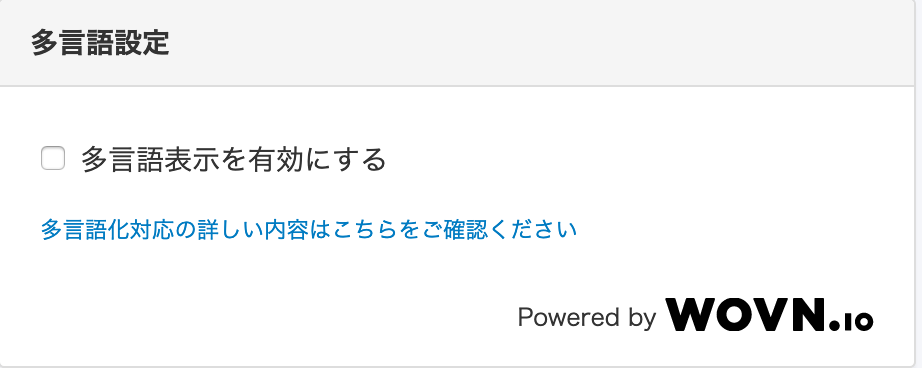 多言語設定
多言語表示を有効にする
多言語化対応の詳しい内容はこちらをご確認ください
Powered by WOVN.io